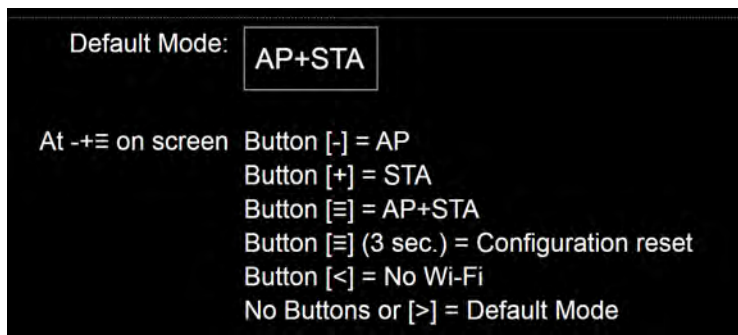 Default Mode: AP+STA
At -+≡ on screen Button [-] = AP
Button [+] = STA
Button [≡] = AP+STA
Button [≡] (3 sec.) = Configuration reset
Button [<] = No Wi-Fi
No Buttons or [>] = Default Mode